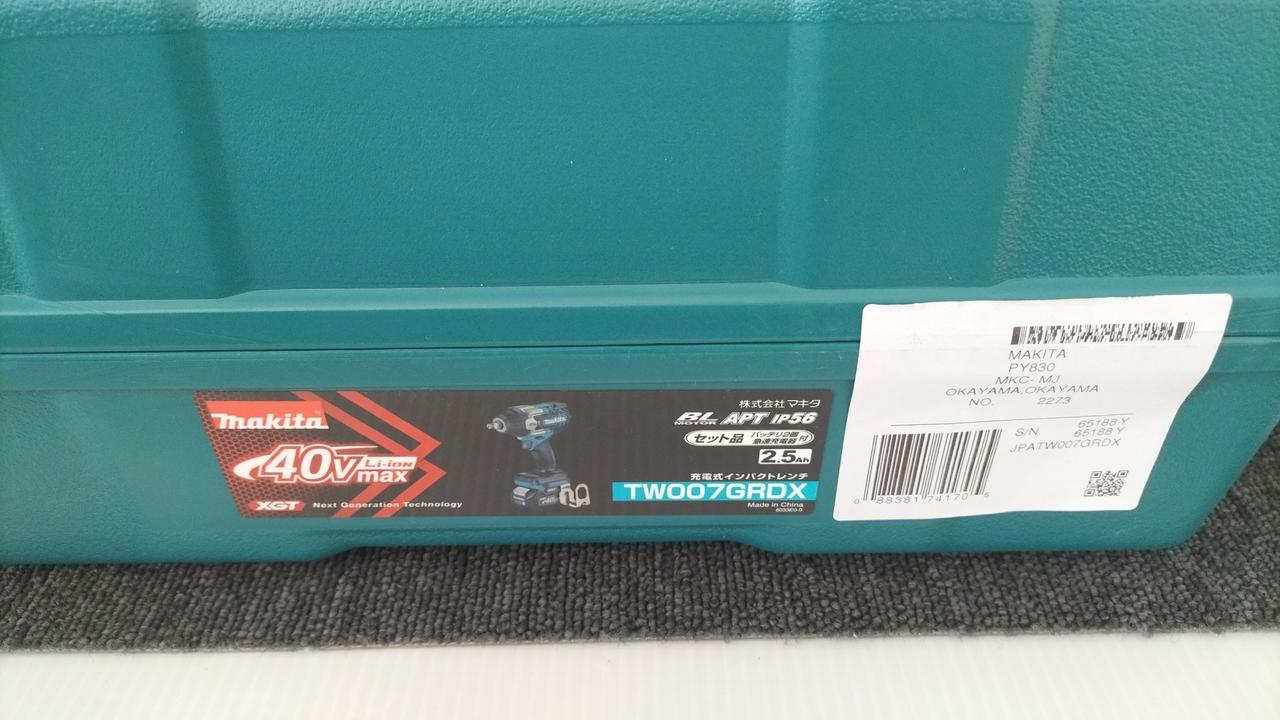 makita
40Vmax
Li-ion
XGT Next Generation Technology
株式会社マキタ
BL MOTOR APT IP56
セット品 バッテリ2個 急速充電器 付
2.5Ah
充電式インパクトレンチ
TW007GRDX
Made in China
MAKITA
PY830
MKC- MJ
OKAYAMA,OKAYAMA
NO. 2273
65188 Y
S/N 65188 Y
JPATW007GRDX
0 88381 74170 5